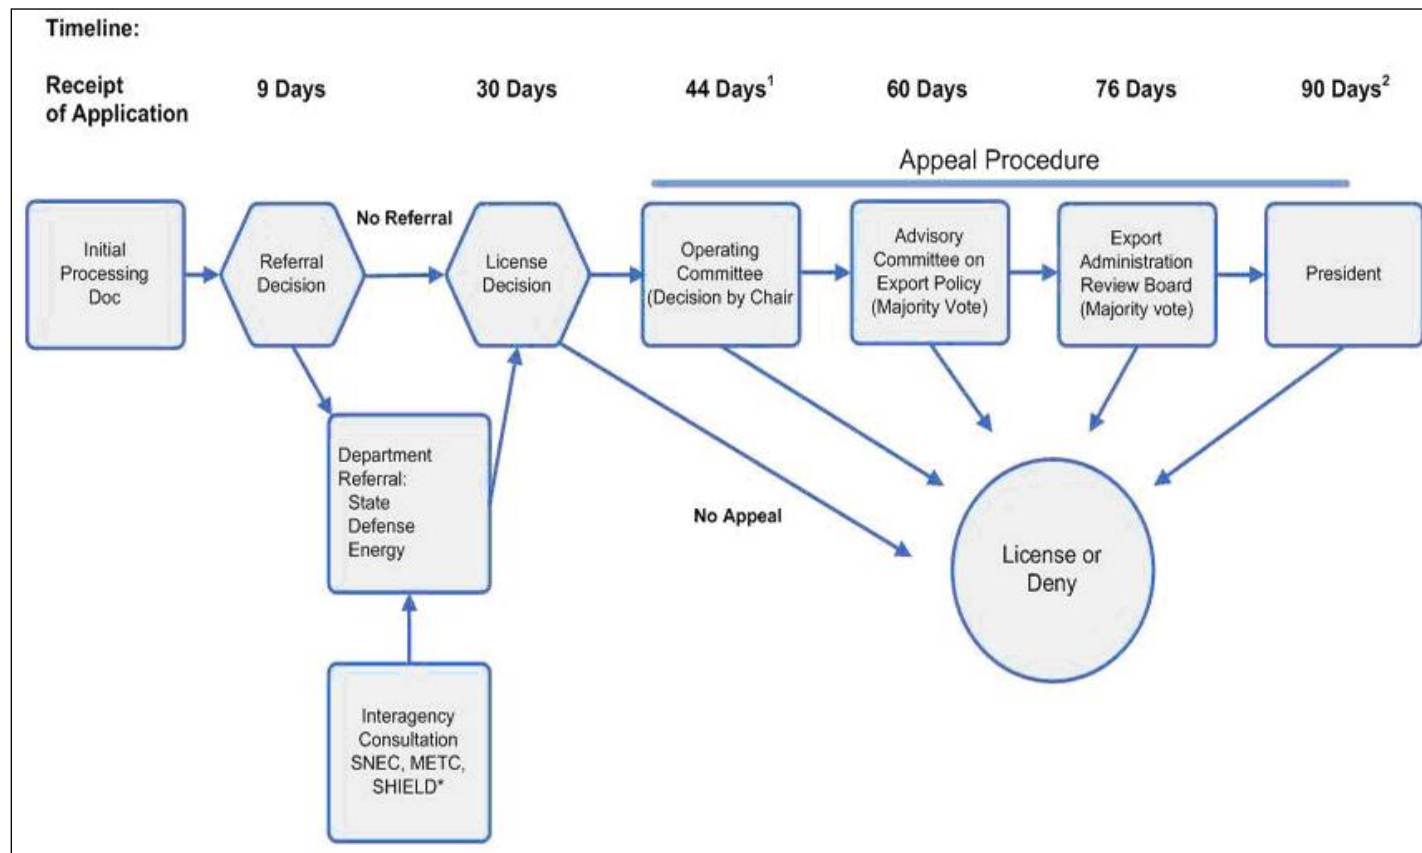 Timeline:
Receipt
of Application
9 Days
30 Days
44 Days¹
60 Days
76 Days
90 Days²
Appeal Procedure
Initial
Processing
Doc
Referral
Decision
No Referral
License
Decision
Operating
Committee
(Decision by Chair
Advisory
Committee on
Export Policy
(Majority Vote)
Export
Administration
Review Board
(Majority vote)
President
Department
Referral:
State
Defense
Energy
No Appeal
License or
Deny
Interagency
Consultation
SNEC, METC,
SHIELD*